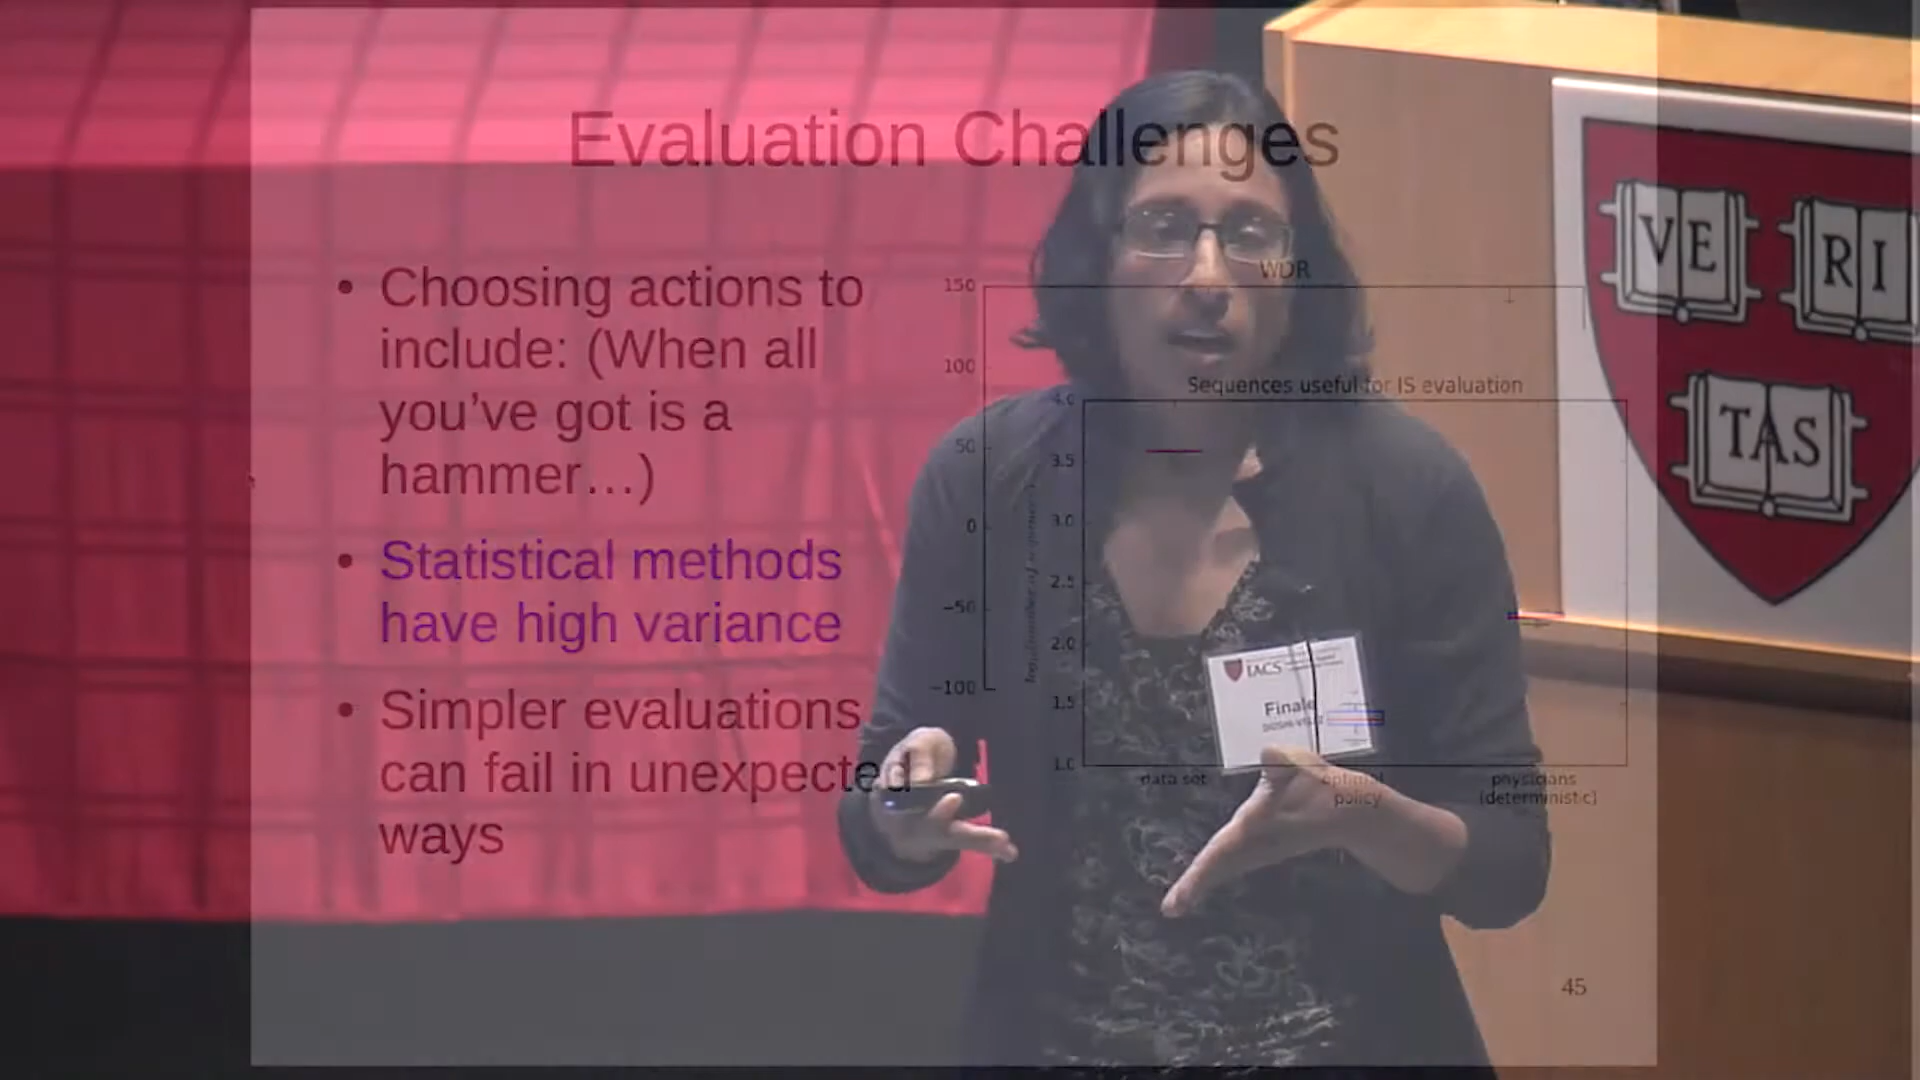 Evaluation Challenges
• Choosing actions to
include: (When all
you’ve got is a
hammer…)
• Statistical methods
have high variance
• Simpler evaluations
can fail in unexpected
ways
WDR
150
100
50
0
−50
−100
Sequences useful for IS evaluation
4.0
3.5
3.0
2.5
2.0
1.5
1.0
data set
optimal
policy
physicians
(deterministic)
45
VE
RI
TAS
IACS
Finale